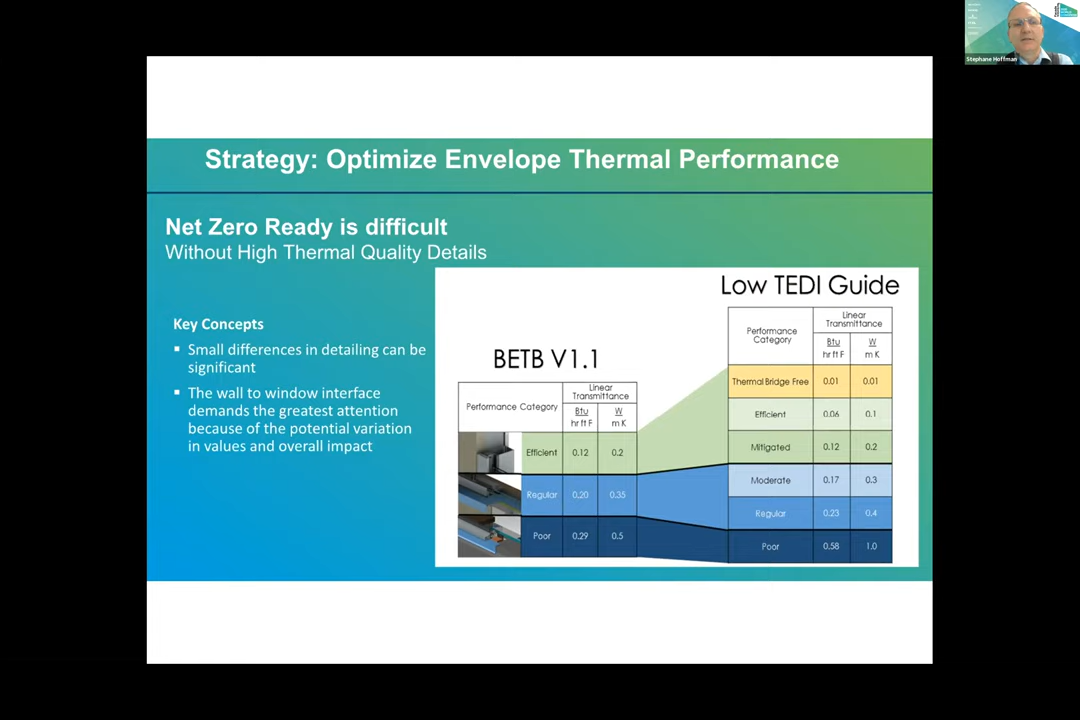 Stephane Hoffman
Strategy: Optimize Envelope Thermal Performance
Net Zero Ready is difficult
Without High Thermal Quality Details
Key Concepts
Small differences in detailing can be
significant
The wall to window interface
demands the greatest attention
because of the potential variation
in values and overall impact
BETB V1.1
Performance Category
Linear
Transmittance
Btu
hr ft F
W
m K
Efficient 0.12 0.2
Regular 0.20 0.35
Poor 0.29 0.5
Low TEDI Guide
Performance
Category
Linear
Transmittance
Btu
hr ft F
W
m K
Thermal Bridge Free 0.01 0.01
Efficient 0.06 0.1
Mitigated 0.12 0.2
Moderate 0.17 0.3
Regular 0.23 0.4
Poor 0.58 1.0